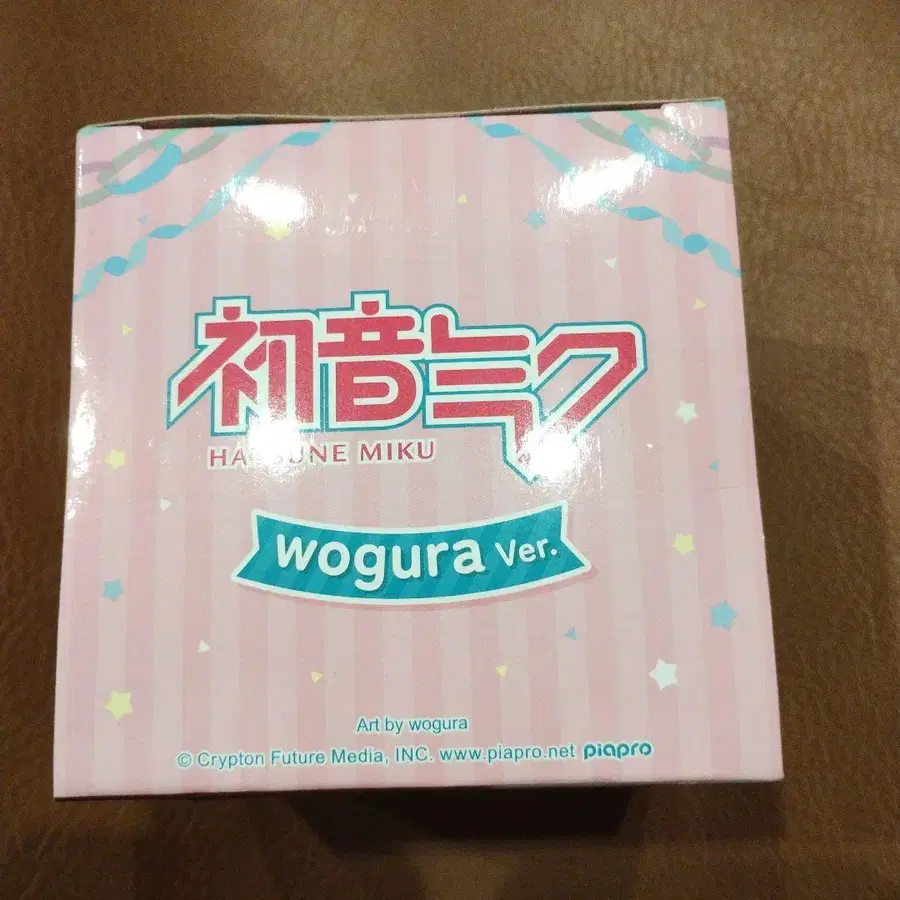 初音ミク
HATSUNE MIKU
wogura Ver.
Art by wogura
© Crypton Future Media, INC. www.piapro.net piapro